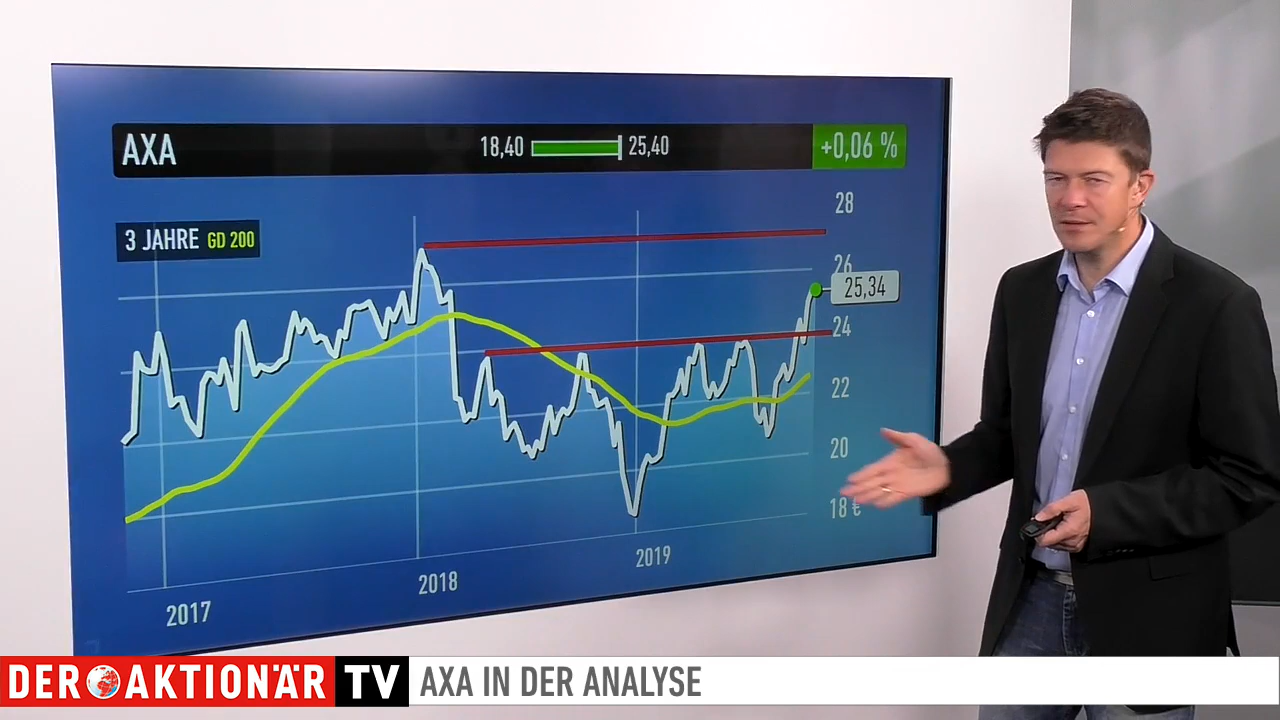 AXA 18,40 25,40 +0,06 %
3 JAHRE GD 200
28
26
25,34
24
22
20
18 €
2017 2018 2019
DER AKTIONÄR TV AXA IN DER ANALYSE